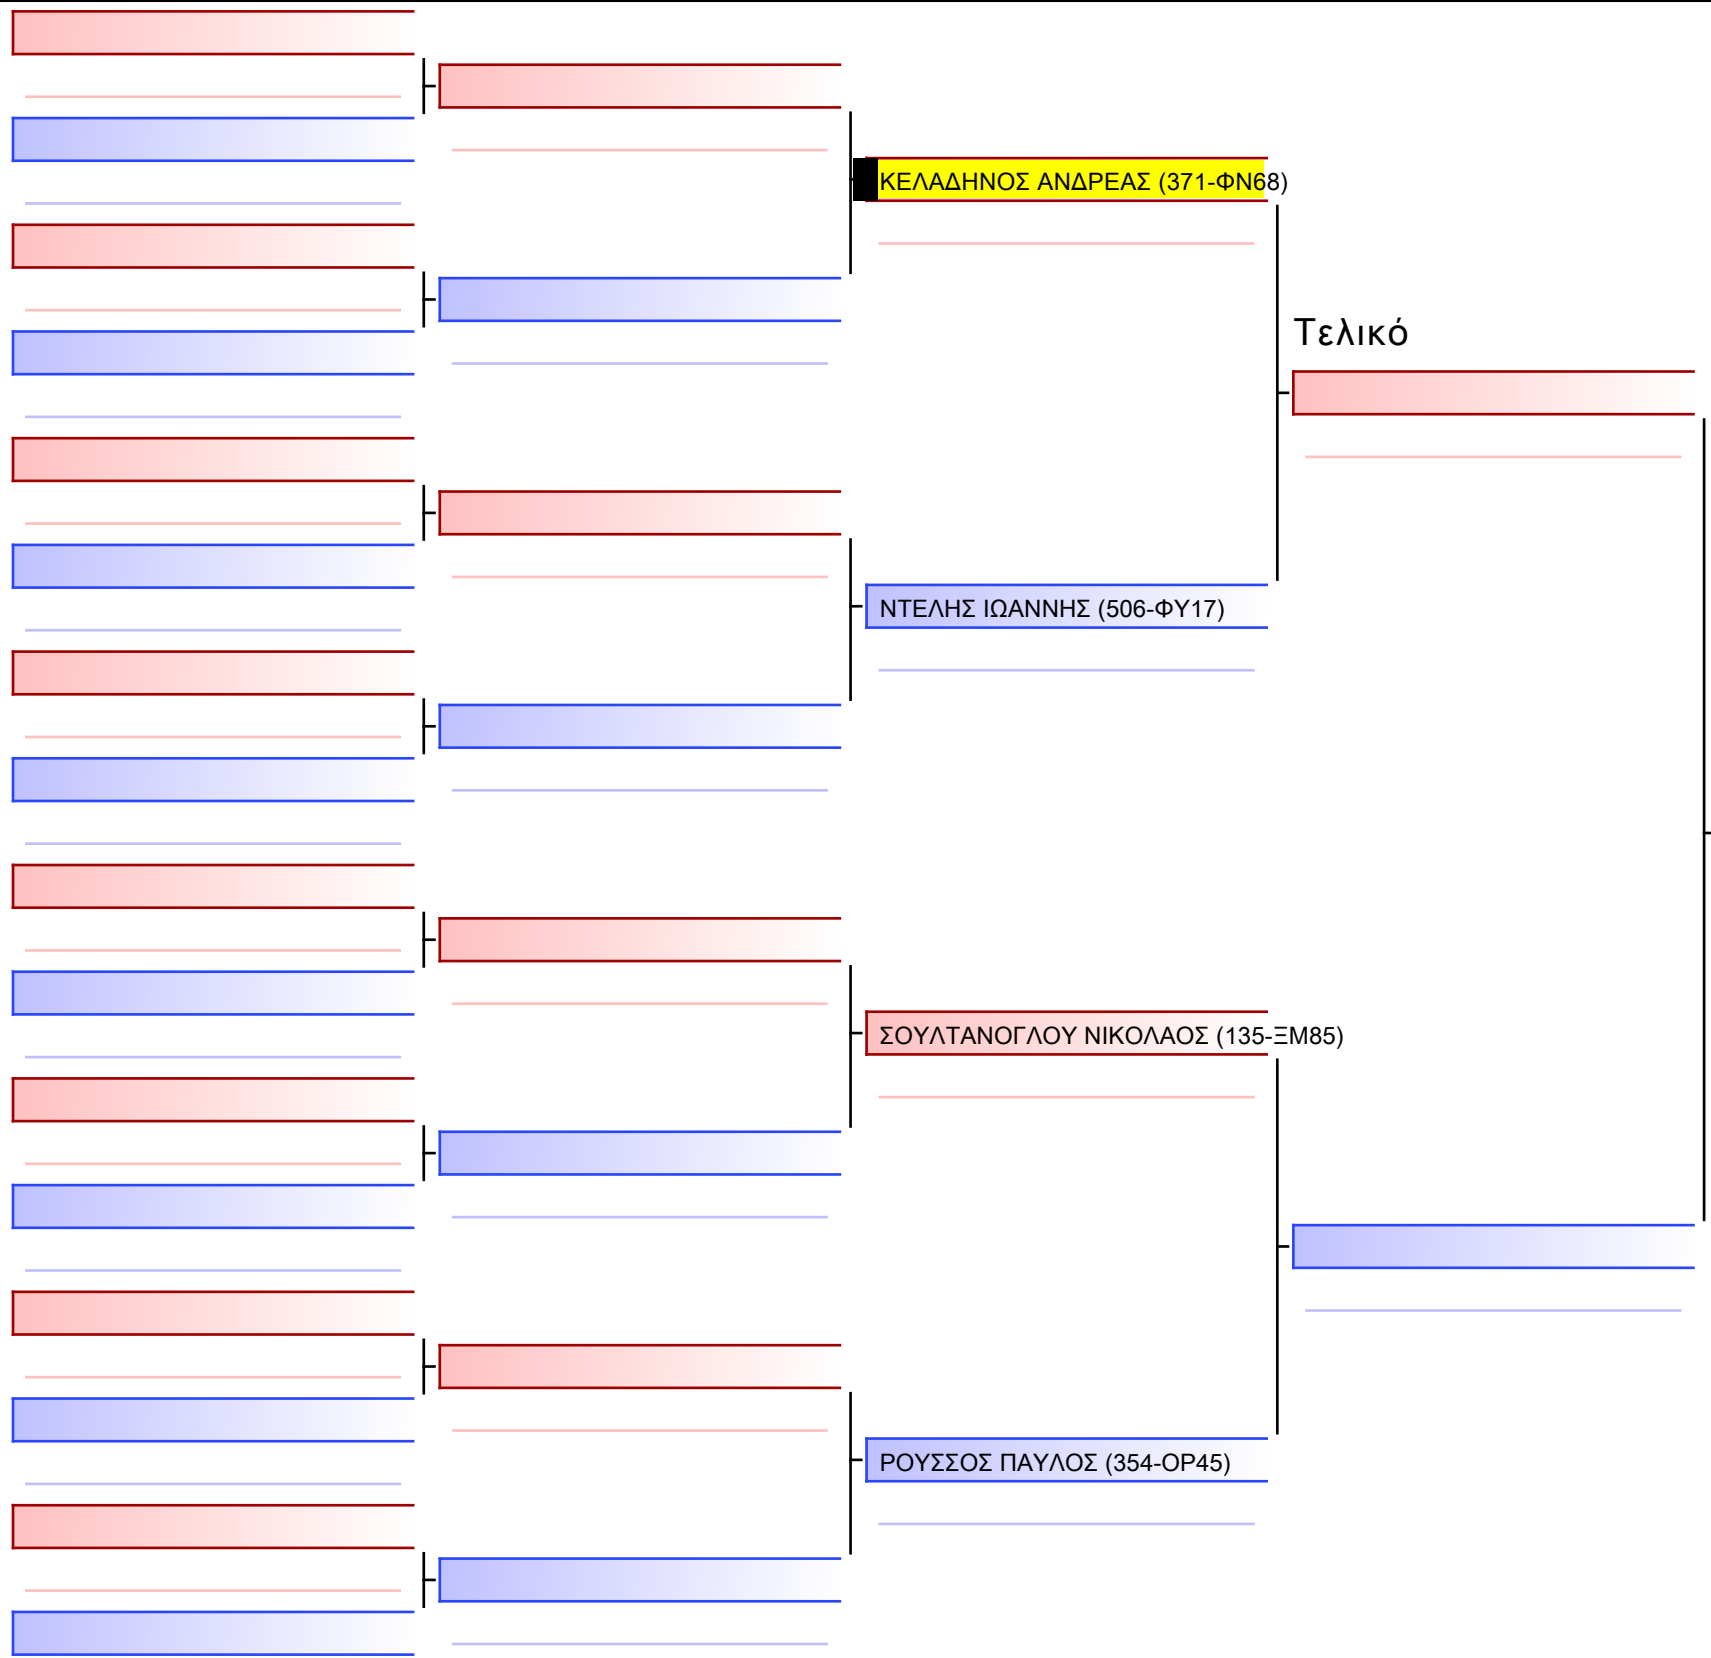 ΚΕΛΑΔΗΝΟΣ ΑΝΔΡΕΑΣ (371-ΦΝ68)
Τελικό
ΝΤΕΛΗΣ ΙΩΑΝΝΗΣ (506-ΦΥ17)
ΣΟΥΛΤΑΝΟΓΛΟΥ ΝΙΚΟΛΑΟΣ (135-ΞΜ85)
ΡΟΥΣΣΟΣ ΠΑΥΛΟΣ (354-ΟΡ45)